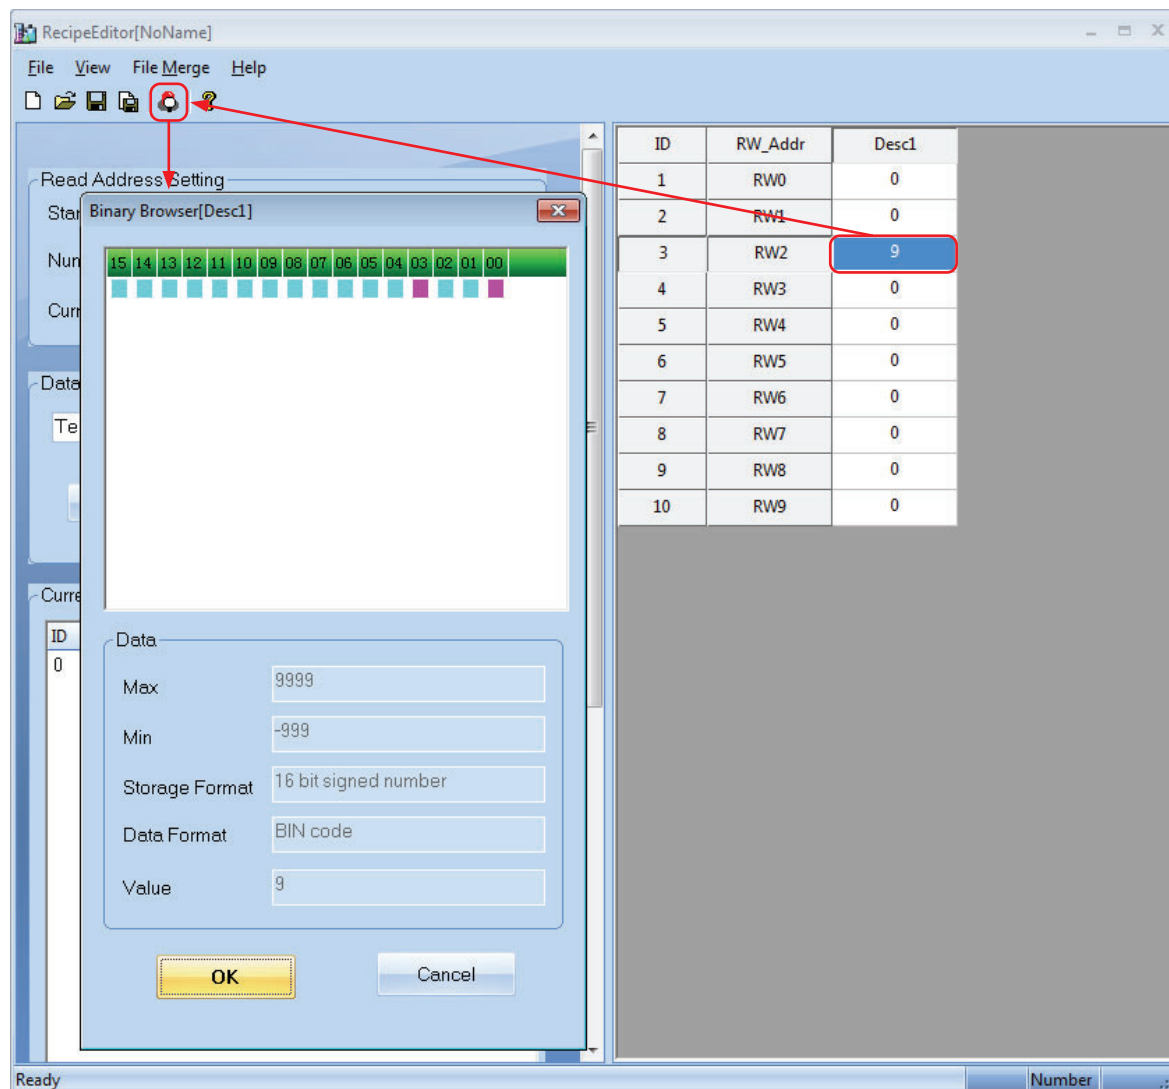 RecipeEditor[NoName]
File View File Merge Help
Read Address Setting
Star
Num
Curr
Data
Te
Curre
ID
0
Binary Browser[Desc1]
15 14 13 12 11 10 09 08 07 06 05 04 03 02 01 00
Data
Max 9999
Min -999
Storage Format 16 bit signed number
Data Format BIN code
Value 9
OK Cancel
ID RW_Addr Desc1
1 RW0 0
2 RW1 0
3 RW2 9
4 RW3 0
5 RW4 0
6 RW5 0
7 RW6 0
8 RW7 0
9 RW8 0
10 RW9 0
Ready Number